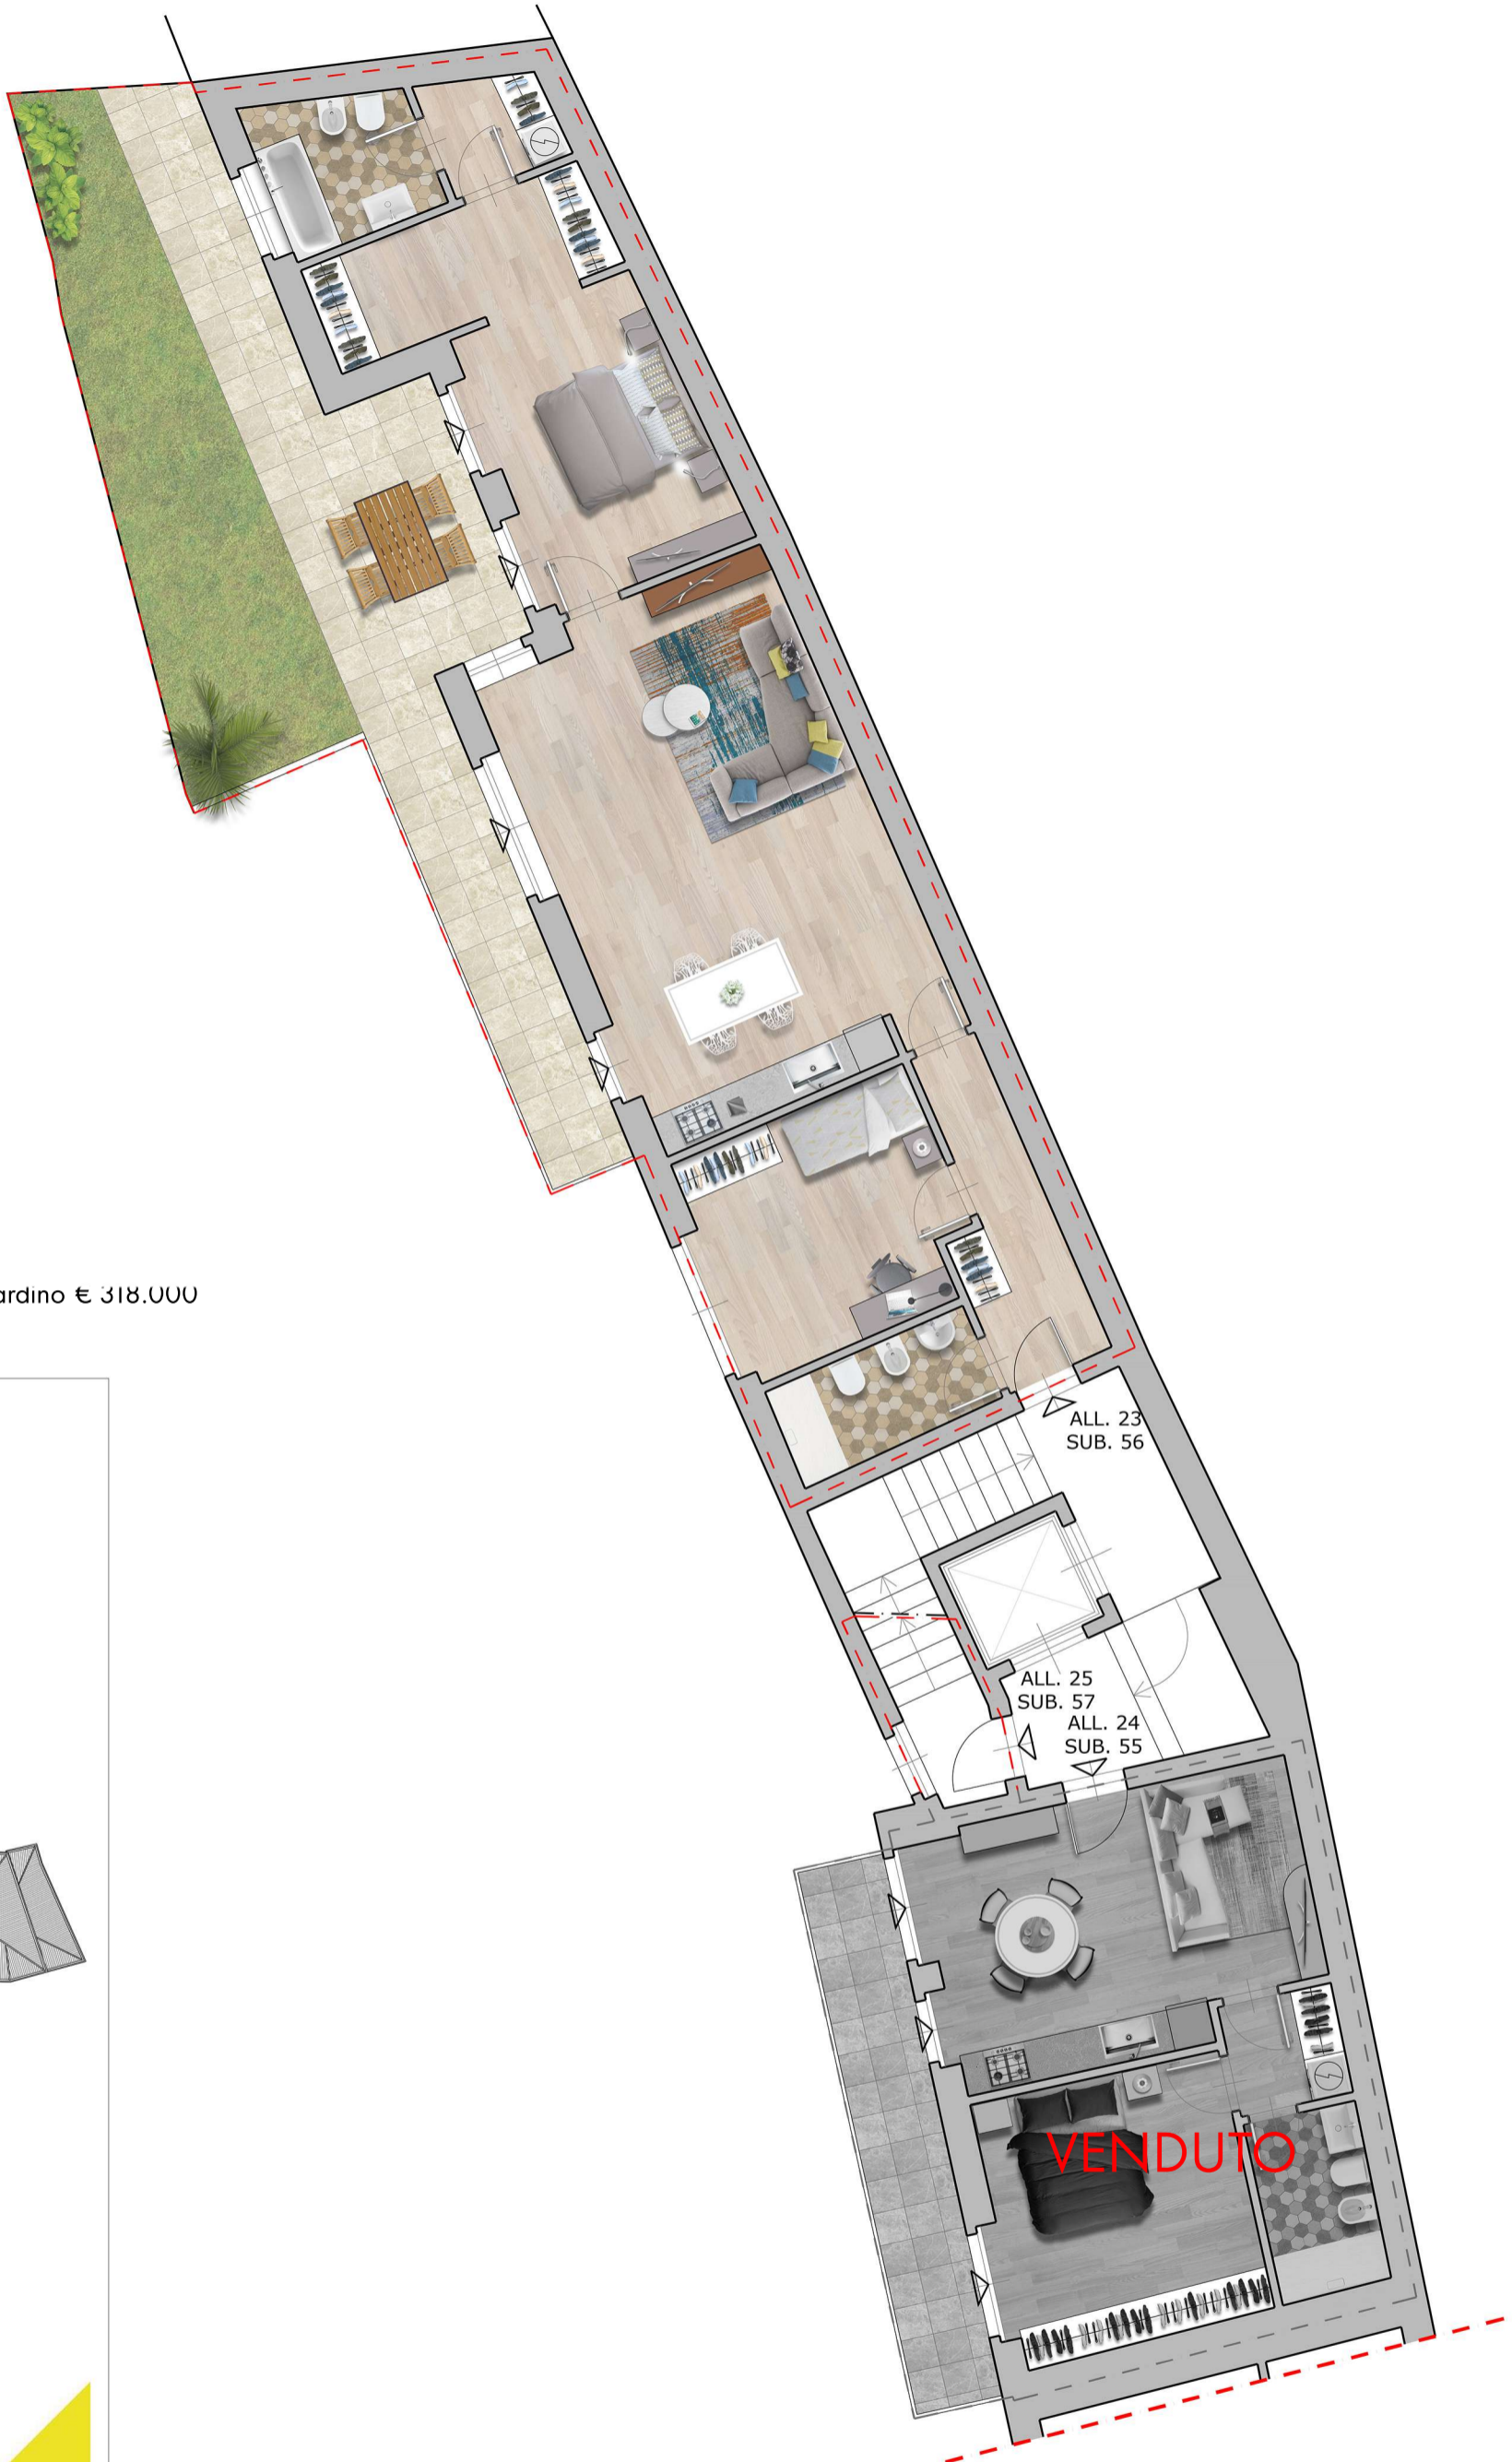 ardino € 318.000
ALL. 23
SUB. 56
ALL. 25
SUB. 57
ALL. 24
SUB. 55
VENDUTO